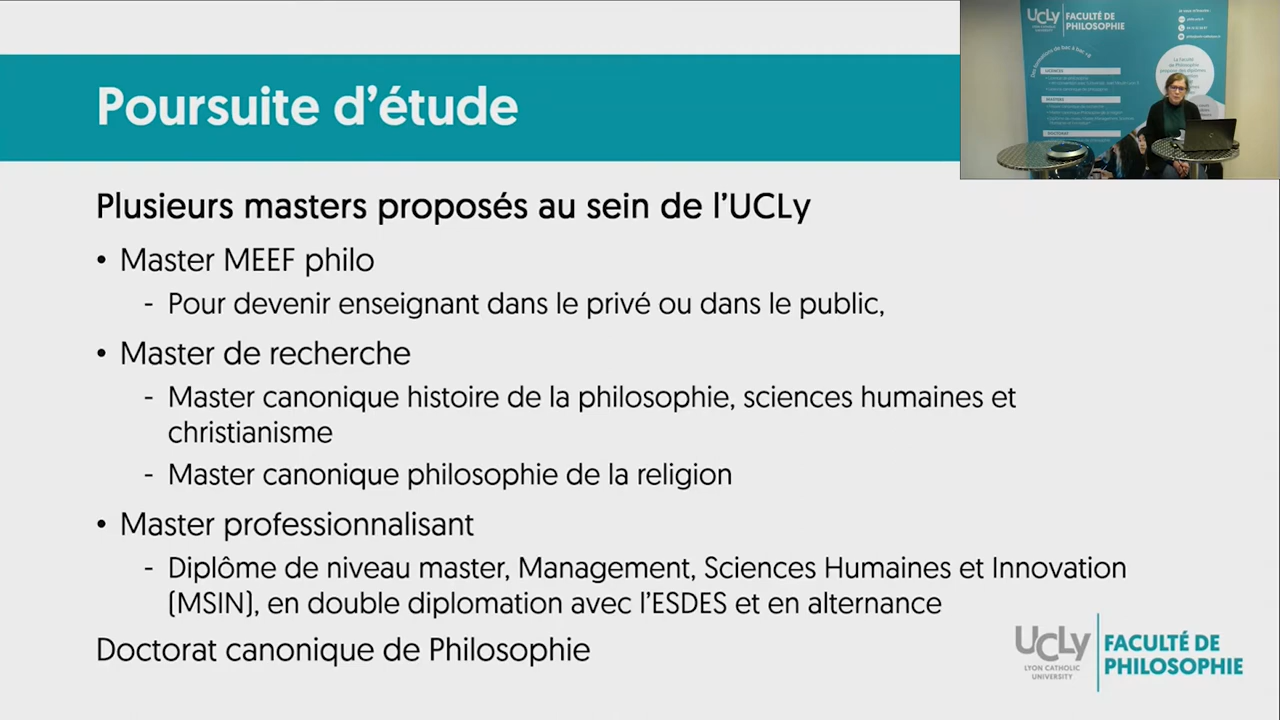 UCLy
LYON CATHOLIC
UNIVERSITY
FACULTÉ DE
PHILOSOPHIE
Poursuite d’étude
Plusieurs masters proposés au sein de l’UCLy
• Master MEEF philo
- Pour devenir enseignant dans le privé ou dans le public,
• Master de recherche
- Master canonique histoire de la philosophie, sciences humaines et
christianisme
- Master canonique philosophie de la religion
• Master professionnalisant
- Diplôme de niveau master, Management, Sciences Humaines et Innovation
(MSIN), en double diplomation avec l’ESDES et en alternance
Doctorat canonique de Philosophie
UCLy
LYON CATHOLIC
UNIVERSITY
FACULTÉ DE
PHILOSOPHIE